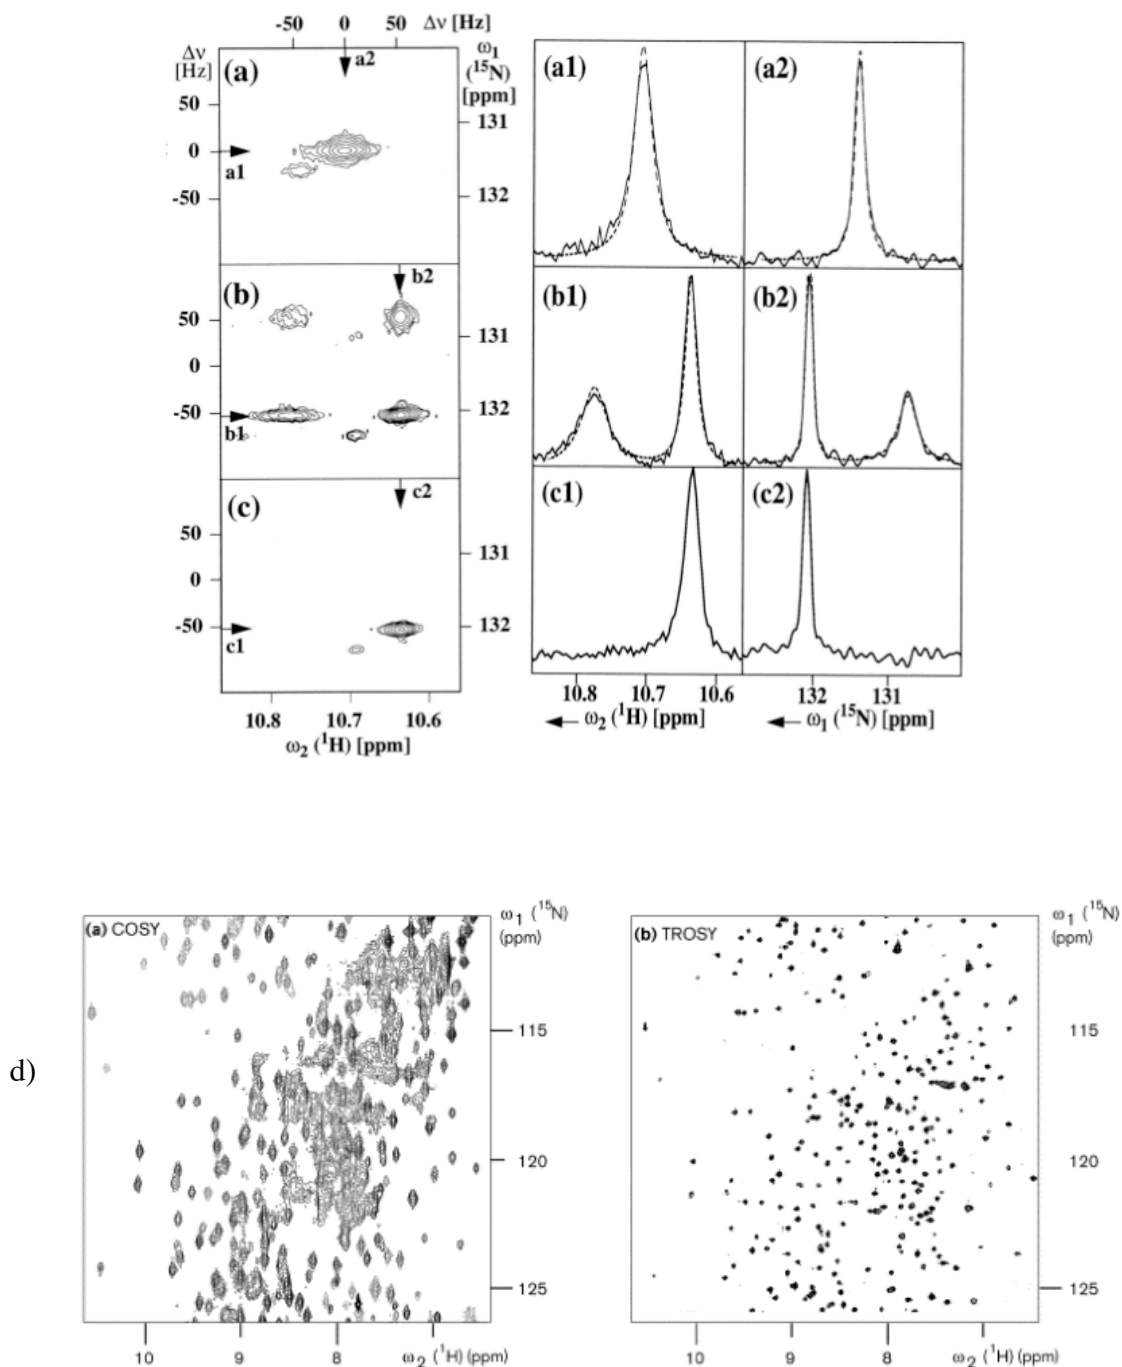 -50 0 50 Δν [Hz]
Δν [Hz]
ω1 (15N) [ppm]
(a)
a2
50
0
-50
a1
131
132
(b)
b2
50
0
-50
b1
131
132
(c)
c2
50
0
-50
c1
131
132
10.8 10.7 10.6
ω2 (1H) [ppm]
(a1) (a2)
(b1) (b2)
(c1) (c2)
10.8 10.7 10.6 132 131
ω2 (1H) [ppm] ω1 (15N) [ppm]
d)
(a) COSY
ω1 (15N)
(ppm)
115
120
125
10 9 8 ω2 (1H) (ppm)
(b) TROSY
ω1 (15N)
(ppm)
115
120
125
10 9 8 ω2 (1H) (ppm)